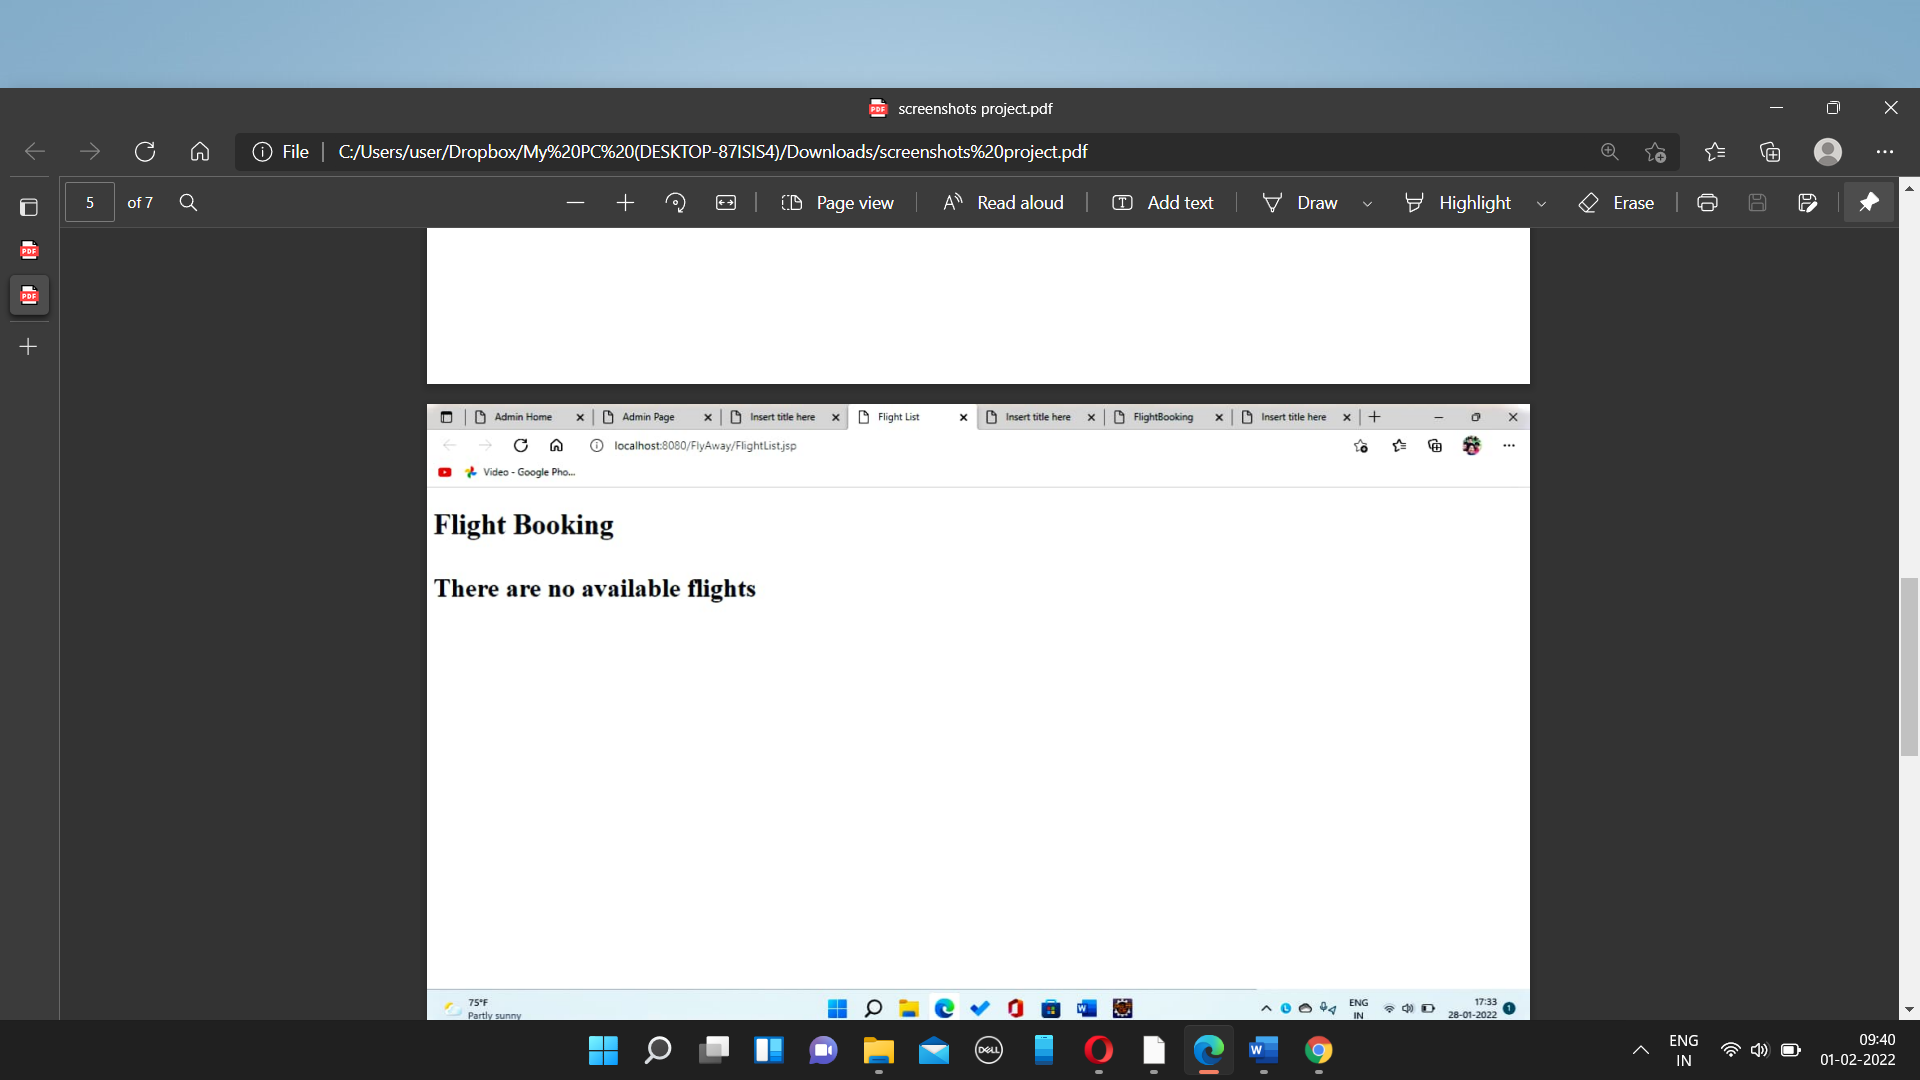 screenshots project.pdf
File
C:/Users/user/Dropbox/My%20PC%20(DESKTOP-87ISIS4)/Downloads/screenshots%20project.pdf
5 of 7
Page view
Read aloud
Add text
Draw
Highlight
Erase
PDF
PDF
Admin Home
Admin Page
Insert title here
Flight List
Insert title here
FlightBooking
Insert title here
localhost:8080/FlyAway/FlightList.jsp
Video - Google Pho...
Flight Booking
There are no available flights
75°F
Partly sunny
ENG
IN
17:33
28-01-2022
1
DELL
ENG
IN
09:40
01-02-2022